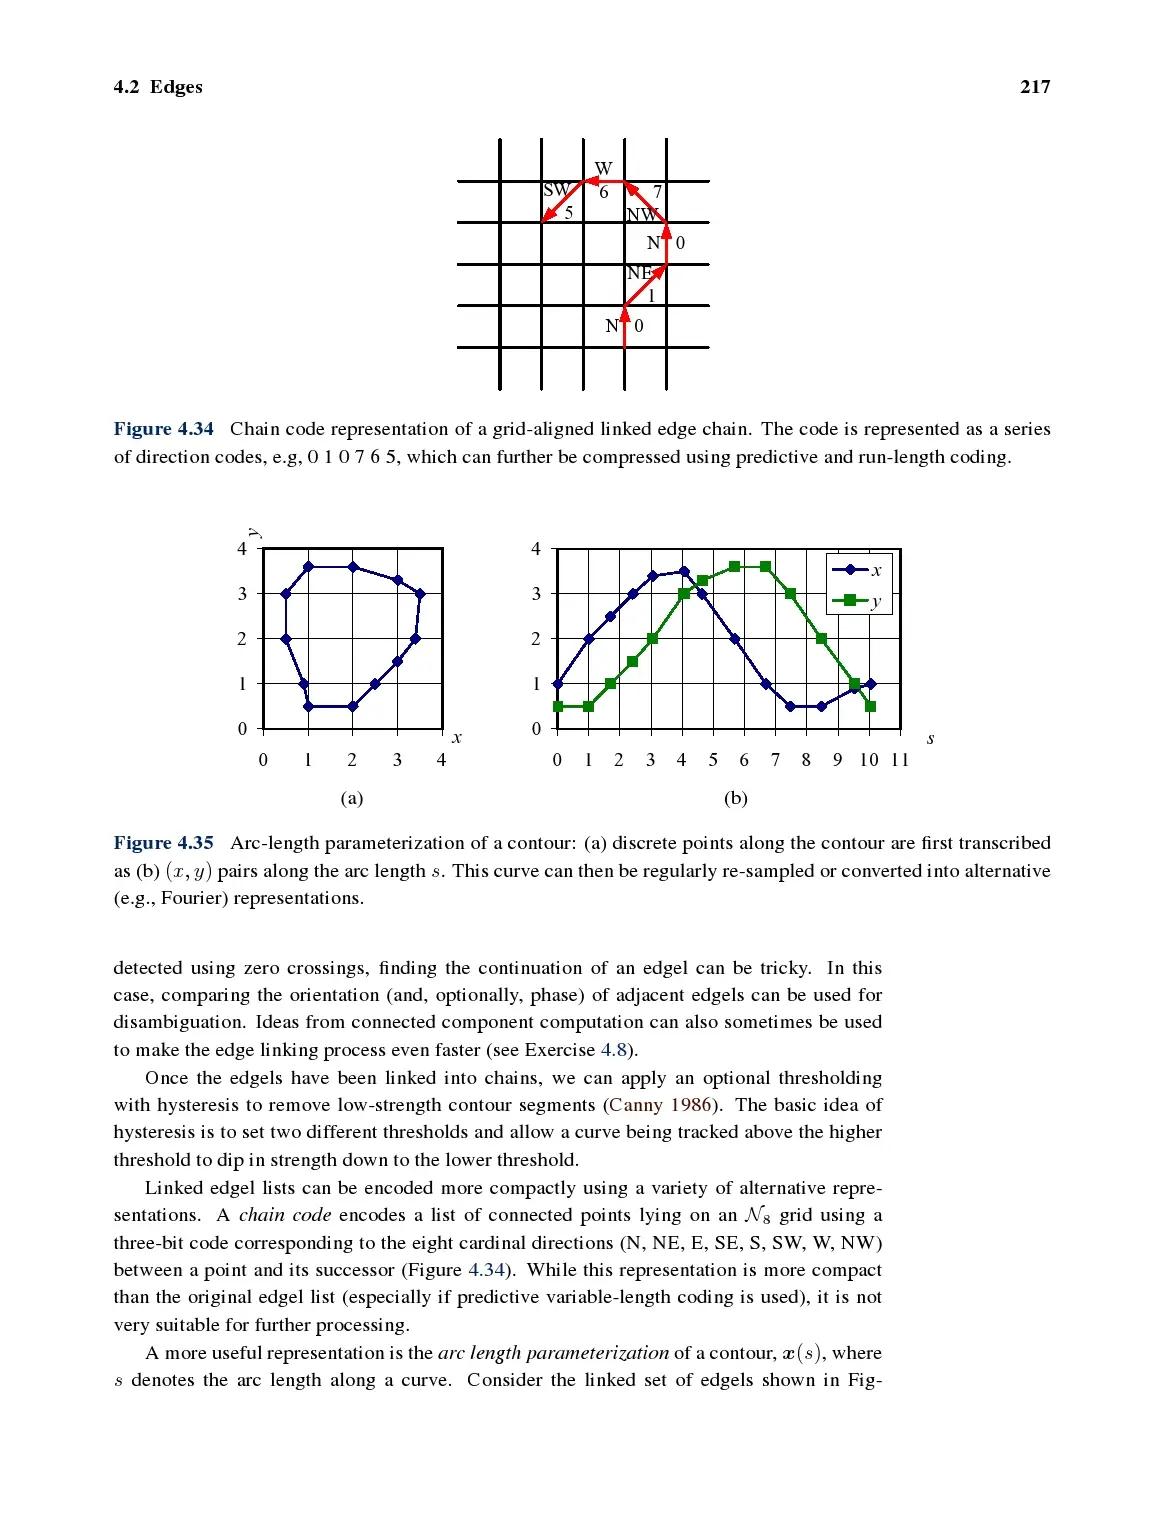 4.2 Edges 217
W
SW 6 7
5 NW
N 0
NE
1
N 0
Figure 4.34 Chain code representation of a grid-aligned linked edge chain. The code is represented as a series
of direction codes, e.g, 0 1 0 7 6 5, which can further be compressed using predictive and run-length coding.
y
4 4
x
3 3
y
2 2
1 1
0 0
x s
0 1 2 3 4 0 1 2 3 4 5 6 7 8 9 10 11
(a) (b)
Figure 4.35 Arc-length parameterization of a contour: (a) discrete points along the contour are first transcribed
as (b) (x, y) pairs along the arc length s. This curve can then be regularly re-sampled or converted into alternative
(e.g., Fourier) representations.
detected using zero crossings, finding the continuation of an edgel can be tricky. In this
case, comparing the orientation (and, optionally, phase) of adjacent edgels can be used for
disambiguation. Ideas from connected component computation can also sometimes be used
to make the edge linking process even faster (see Exercise 4.8).
Once the edgels have been linked into chains, we can apply an optional thresholding
with hysteresis to remove low-strength contour segments (Canny 1986). The basic idea of
hysteresis is to set two different thresholds and allow a curve being tracked above the higher
threshold to dip in strength down to the lower threshold.
Linked edgel lists can be encoded more compactly using a variety of alternative repre-
sentations. A chain code encodes a list of connected points lying on an 𝒩₈ grid using a
three-bit code corresponding to the eight cardinal directions (N, NE, E, SE, S, SW, W, NW)
between a point and its successor (Figure 4.34). While this representation is more compact
than the original edgel list (especially if predictive variable-length coding is used), it is not
very suitable for further processing.
A more useful representation is the arc length parameterization of a contour, x(s), where
s denotes the arc length along a curve. Consider the linked set of edgels shown in Fig-